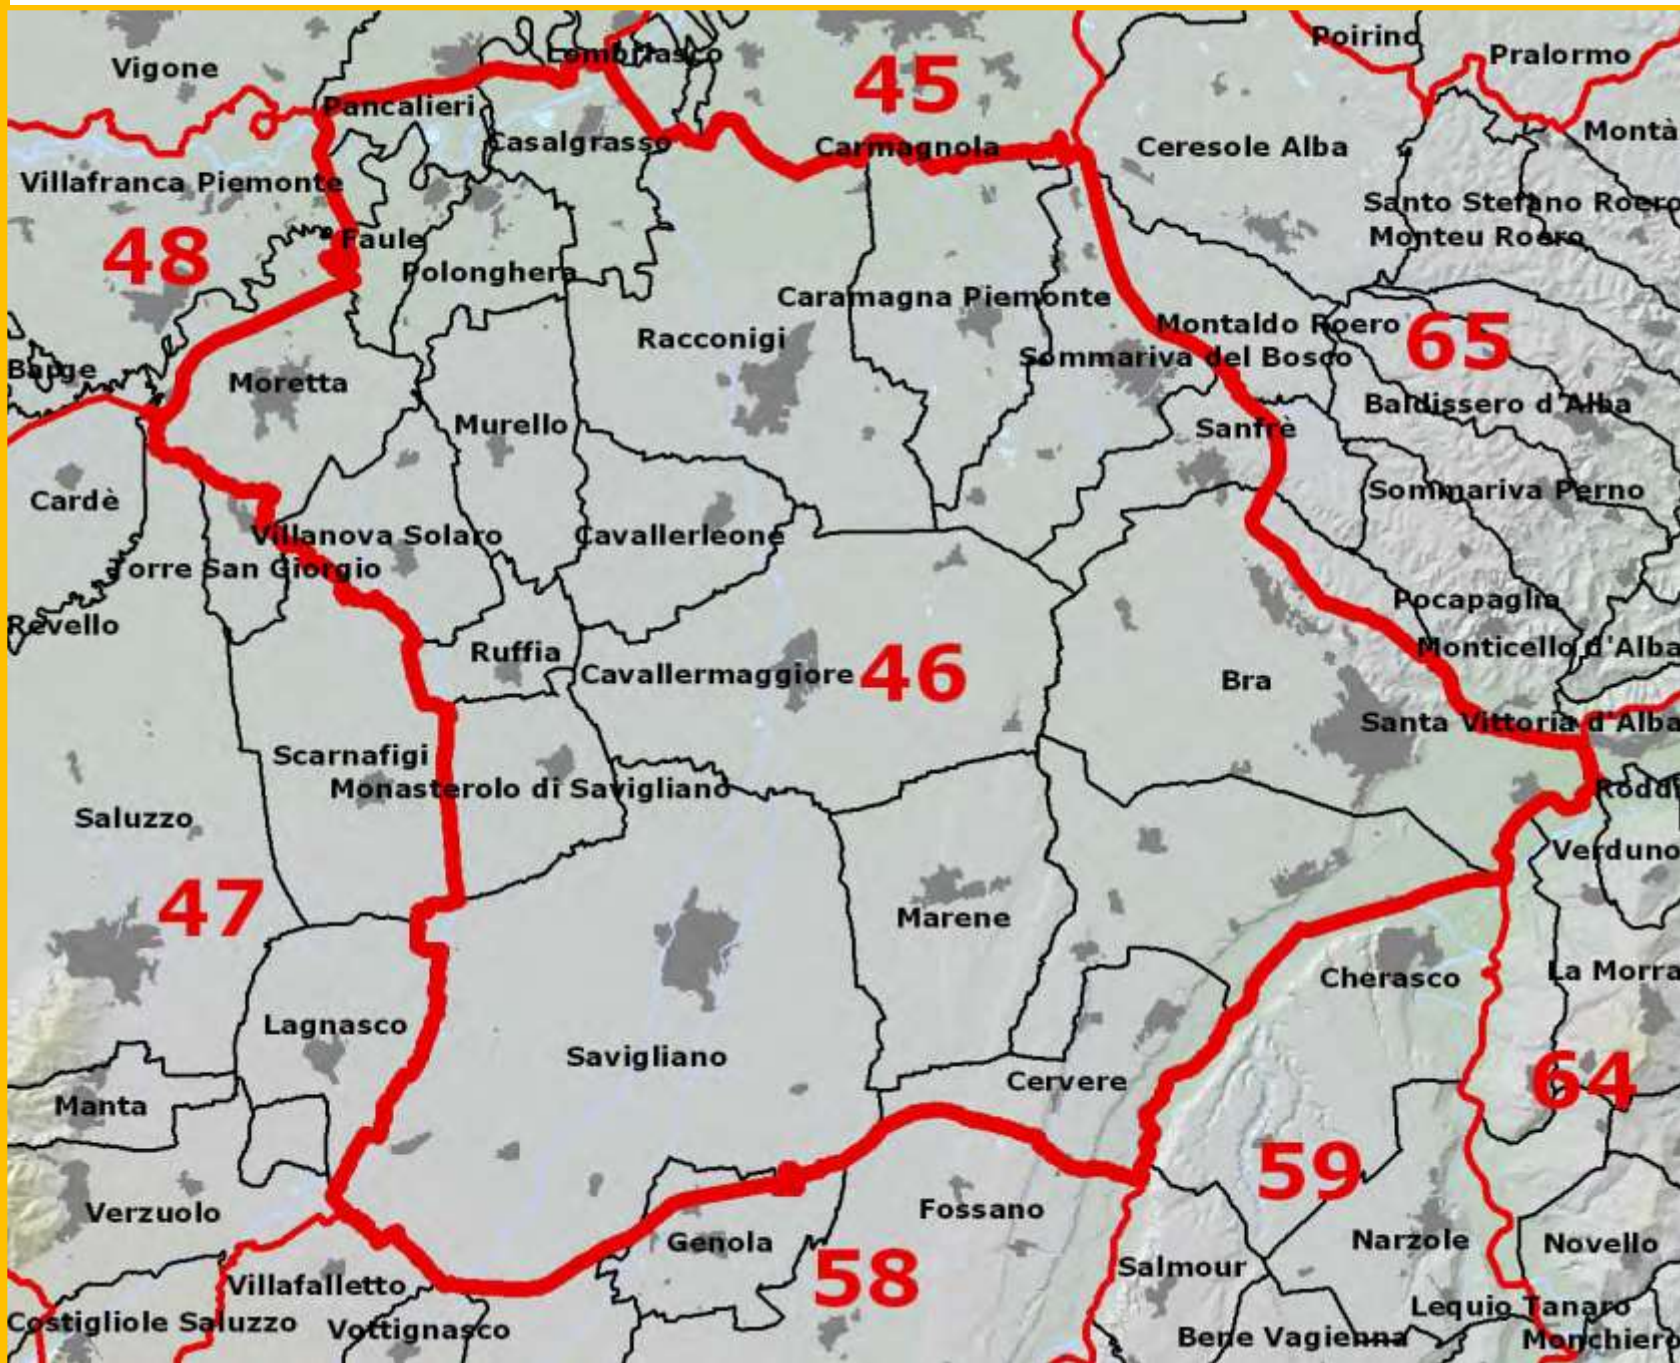 Poirino
Pralormo
Lombriasco
Vigone
45
Pancalieri
Montà
Casalgrasso
Carmagnola
Ceresole Alba
Villafranca Piemonte
Santo Stefano Roero
Faule
Monteu Roero
48
Polonghera
Caramagna Piemonte
Montaldo Roero
Racconigi
65
Sommariva del Bosco
Barge
Moretta
Baldissero d'Alba
Murello
Sanfrè
Sommariva Perno
Cardè
Villanova Solaro
Cavallerleone
Torre San Giorgio
Pocapaglia
Revello
Monticello d'Alba
Ruffia
Cavallermaggiore
46
Bra
Santa Vittoria d'Alba
Scarnafigi
Monasterolo di Savigliano
Roddi
Saluzzo
Verduno
47
Marene
La Morra
Cherasco
Lagnasco
Savigliano
Cervere
64
Manta
59
Verzuolo
Fossano
Genola
Narzole
Novello
Salmour
58
Villafalletto
Lequio Tanaro
Costigliole Saluzzo
Vottignasco
Bene Vagienna
Monchiero